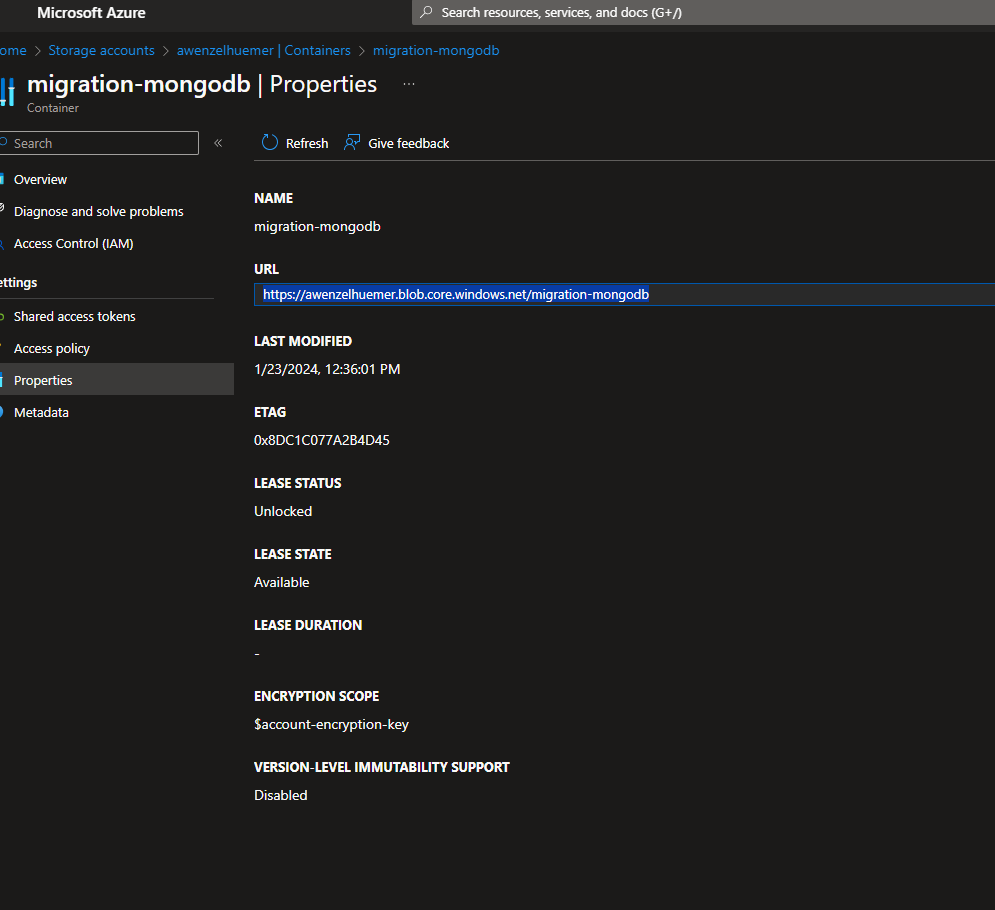 Microsoft Azure
Search resources, services, and docs (G+/)
ome > Storage accounts > awenzelhuemer | Containers > migration-mongodb
migration-mongodb | Properties ...
Container
Search «
Refresh Give feedback
Overview
Diagnose and solve problems
Access Control (IAM)
ettings
Shared access tokens
Access policy
Properties
Metadata
NAME
migration-mongodb
URL
https://awenzelhuemer.blob.core.windows.net/migration-mongodb
LAST MODIFIED
1/23/2024, 12:36:01 PM
ETAG
0x8DC1C077A2B4D45
LEASE STATUS
Unlocked
LEASE STATE
Available
LEASE DURATION
-
ENCRYPTION SCOPE
$account-encryption-key
VERSION-LEVEL IMMUTABILITY SUPPORT
Disabled